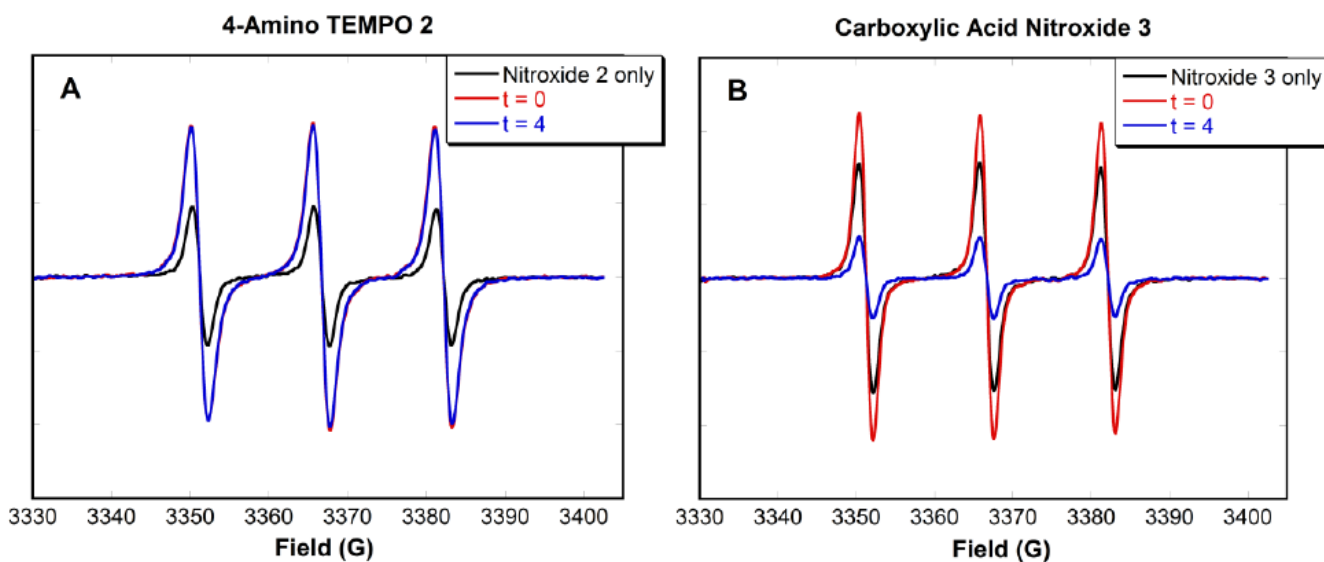 4-Amino TEMPO 2
A
Nitroxide 2 only
t = 0
t = 4
3330 3340 3350 3360 3370 3380 3390 3400
Field (G)
Carboxylic Acid Nitroxide 3
B
Nitroxide 3 only
t = 0
t = 4
3330 3340 3350 3360 3370 3380 3390 3400
Field (G)